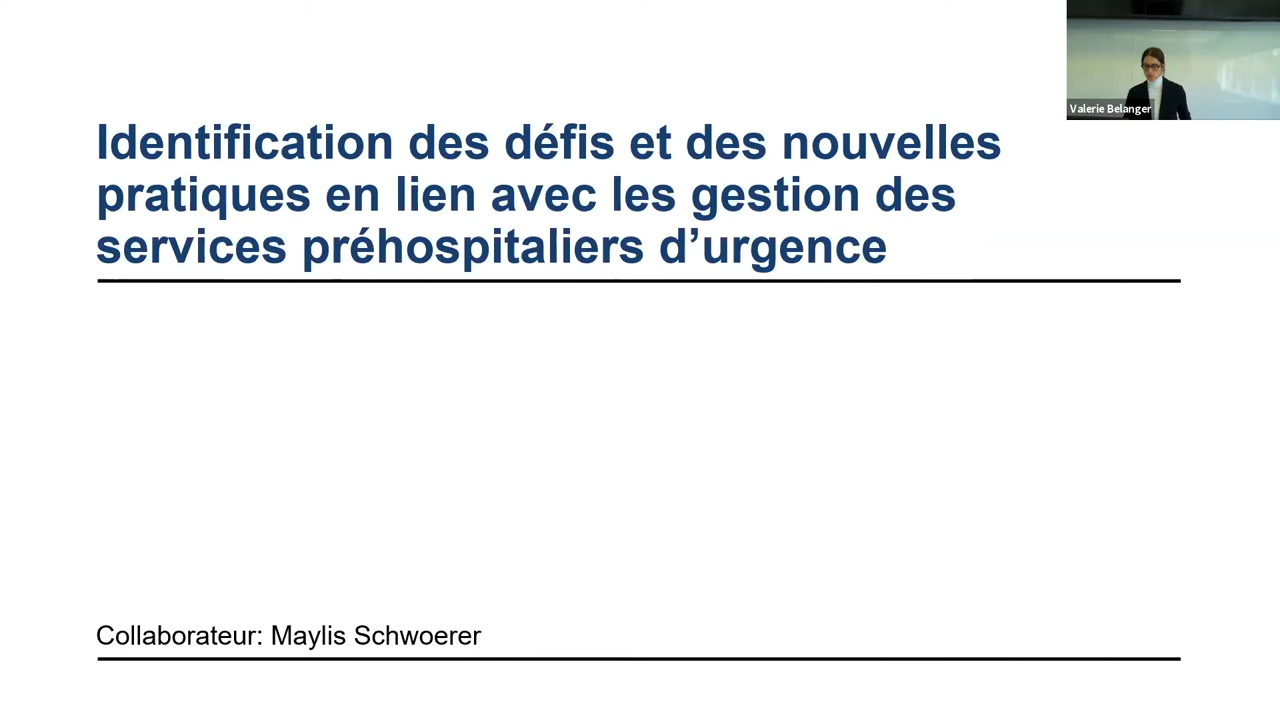 Valerie Belanger
Identification des défis et des nouvelles
pratiques en lien avec les gestion des
services préhospitaliers d’urgence
Collaborateur: Maylis Schwoerer